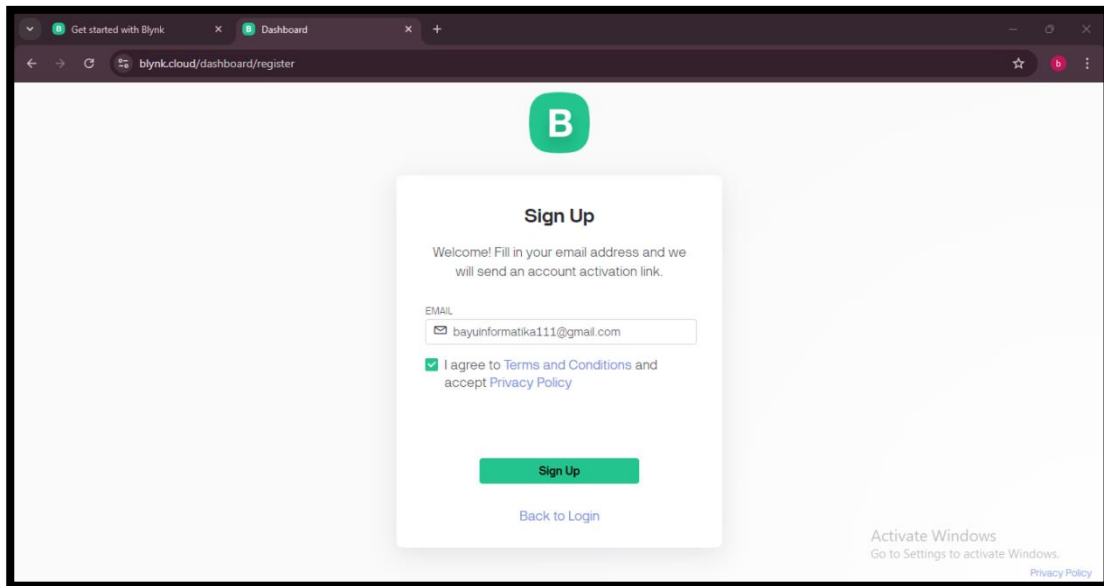 B Get started with Blynk
B Dashboard
blynk.cloud/dashboard/register
b
B
Sign Up
Welcome! Fill in your email address and we
will send an account activation link.
EMAIL
bayuinformatika111@gmail.com
I agree to Terms and Conditions and
accept Privacy Policy
Sign Up
Back to Login
Activate Windows
Go to Settings to activate Windows.
Privacy Policy